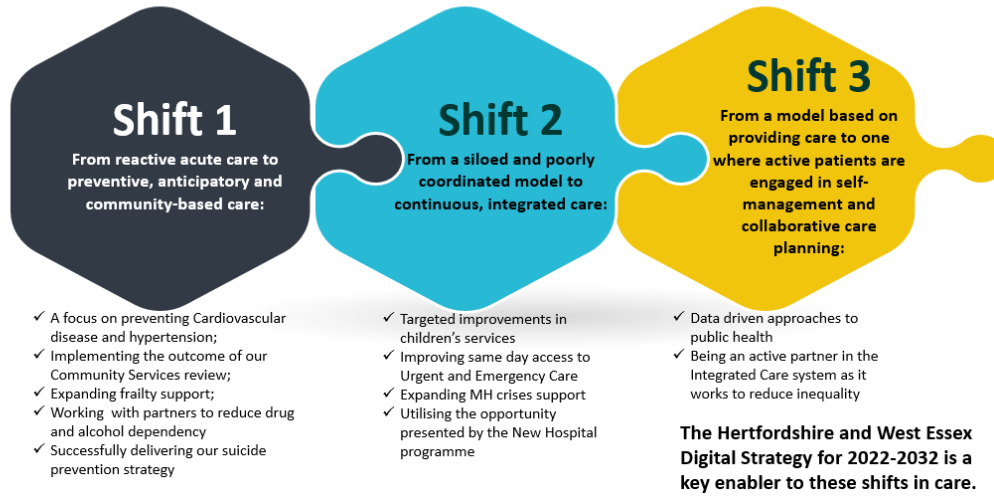 Shift 1
From reactive acute care to
preventive, anticipatory and
community-based care:
✓ A focus on preventing Cardiovascular
disease and hypertension;
✓ Implementing the outcome of our
Community Services review;
✓ Expanding frailty support;
✓ Working with partners to reduce drug
and alcohol dependency
✓ Successfully delivering our suicide
prevention strategy
Shift 2
From a siloed and poorly
coordinated model to
continuous, integrated care:
✓ Targeted improvements in
children's services
✓ Improving same day access to
Urgent and Emergency Care
✓ Expanding MH crises support
✓ Utilising the opportunity
presented by the New Hospital
programme
Shift 3
From a model based on
providing care to one
where active patients are
engaged in self-
management and
collaborative care
planning:
✓ Data driven approaches to
public health
✓ Being an active partner in the
Integrated Care system as it
works to reduce inequality
The Hertfordshire and West Essex
Digital Strategy for 2022-2032 is a
key enabler to these shifts in care.